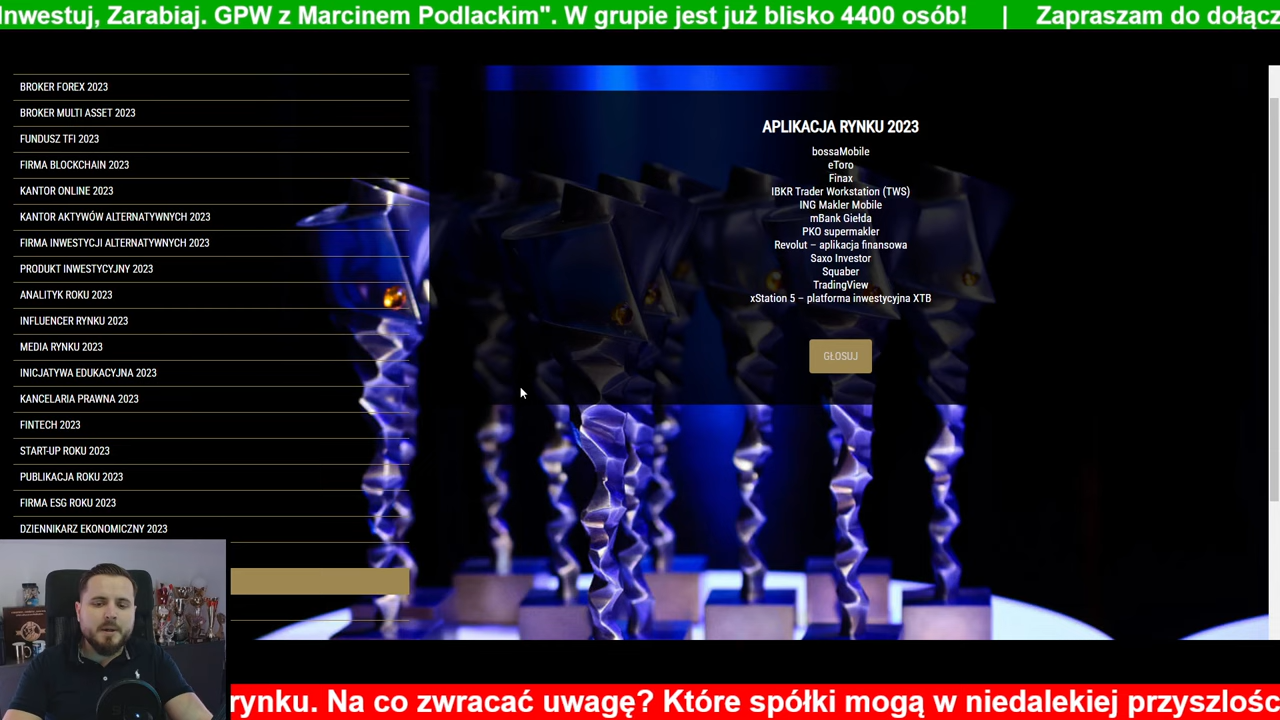 Inwestuj, Zarabiaj. GPW z Marcinem Podlackim". W grupie jest już blisko 4400 osób! | Zapraszam do dołącz
BROKER FOREX 2023
BROKER MULTI ASSET 2023
FUNDUSZ TFI 2023
FIRMA BLOCKCHAIN 2023
KANTOR ONLINE 2023
KANTOR AKTYWÓW ALTERNATYWNYCH 2023
FIRMA INWESTYCJI ALTERNATYWNYCH 2023
PRODUKT INWESTYCYJNY 2023
ANALITYK ROKU 2023
INFLUENCER RYNKU 2023
MEDIA RYNKU 2023
INICJATYWA EDUKACYJNA 2023
KANCELARIA PRAWNA 2023
FINTECH 2023
START-UP ROKU 2023
PUBLIKACJA ROKU 2023
FIRMA ESG ROKU 2023
DZIENNIKARZ EKONOMICZNY 2023
APLIKACJA RYNKU 2023
bossaMobile
eToro
Finax
IBKR Trader Workstation (TWS)
ING Makler Mobile
mBank Giełda
PKO supermakler
Revolut – aplikacja finansowa
Saxo Investor
Squaber
TradingView
xStation 5 – platforma inwestycyjna XTB
GŁOSUJ
rynku. Na co zwracać uwagę? Które spółki mogą w niedalekiej przyszłośc